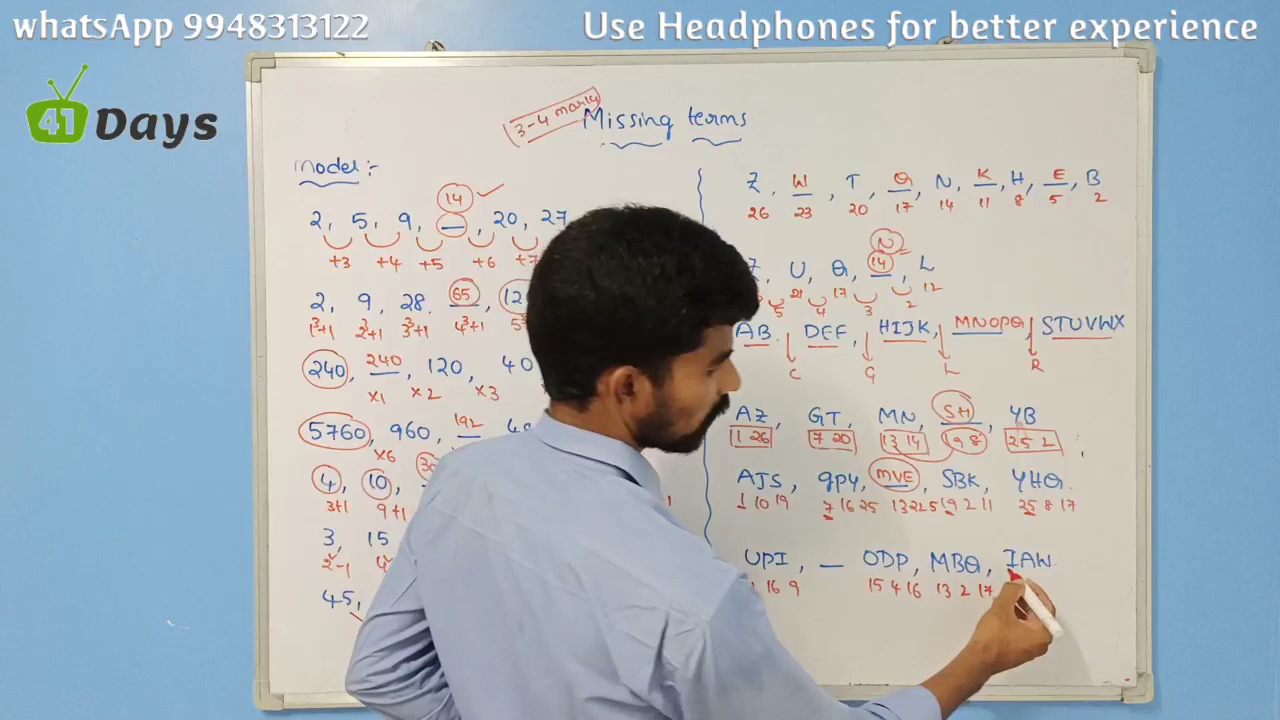 whatsApp 9948313122
Use Headphones for better experience
41 Days
3-4 marks
Missing terms
Model :-
14
2, 5, 9, __, 20, 27
+3 +4 +5 +6 +7
2, 9, 28, 65, 12
1³+1 2³+1 3³+1 4³+1 5³
240, 240, 120, 40
×1 ×2 ×3
192
5760, 960, __, 48
×6
4, 10, 30
3+1 9+1
3, 15
2²-1 4²
45,
Z, W, T, Q, N, K, H, E, B
26 23 20 17 14 11 8 5 2
N
Z, U, Q, 14, L
21 17 12
5 4 3 2
AB, DEF, HIJK, MNOPQ, STUVWX
C G L R
AZ, GT, MN, SH, YB
1 26 7 20 13 14 19 8 25 2
AJS, GPY, MVE, SBK, YHQ
1 10 19 7 16 25 13 22 5 19 2 11 25 8 17
UPI, __ ODP, MBQ, IAW
16 9 15 4 16 13 2 17